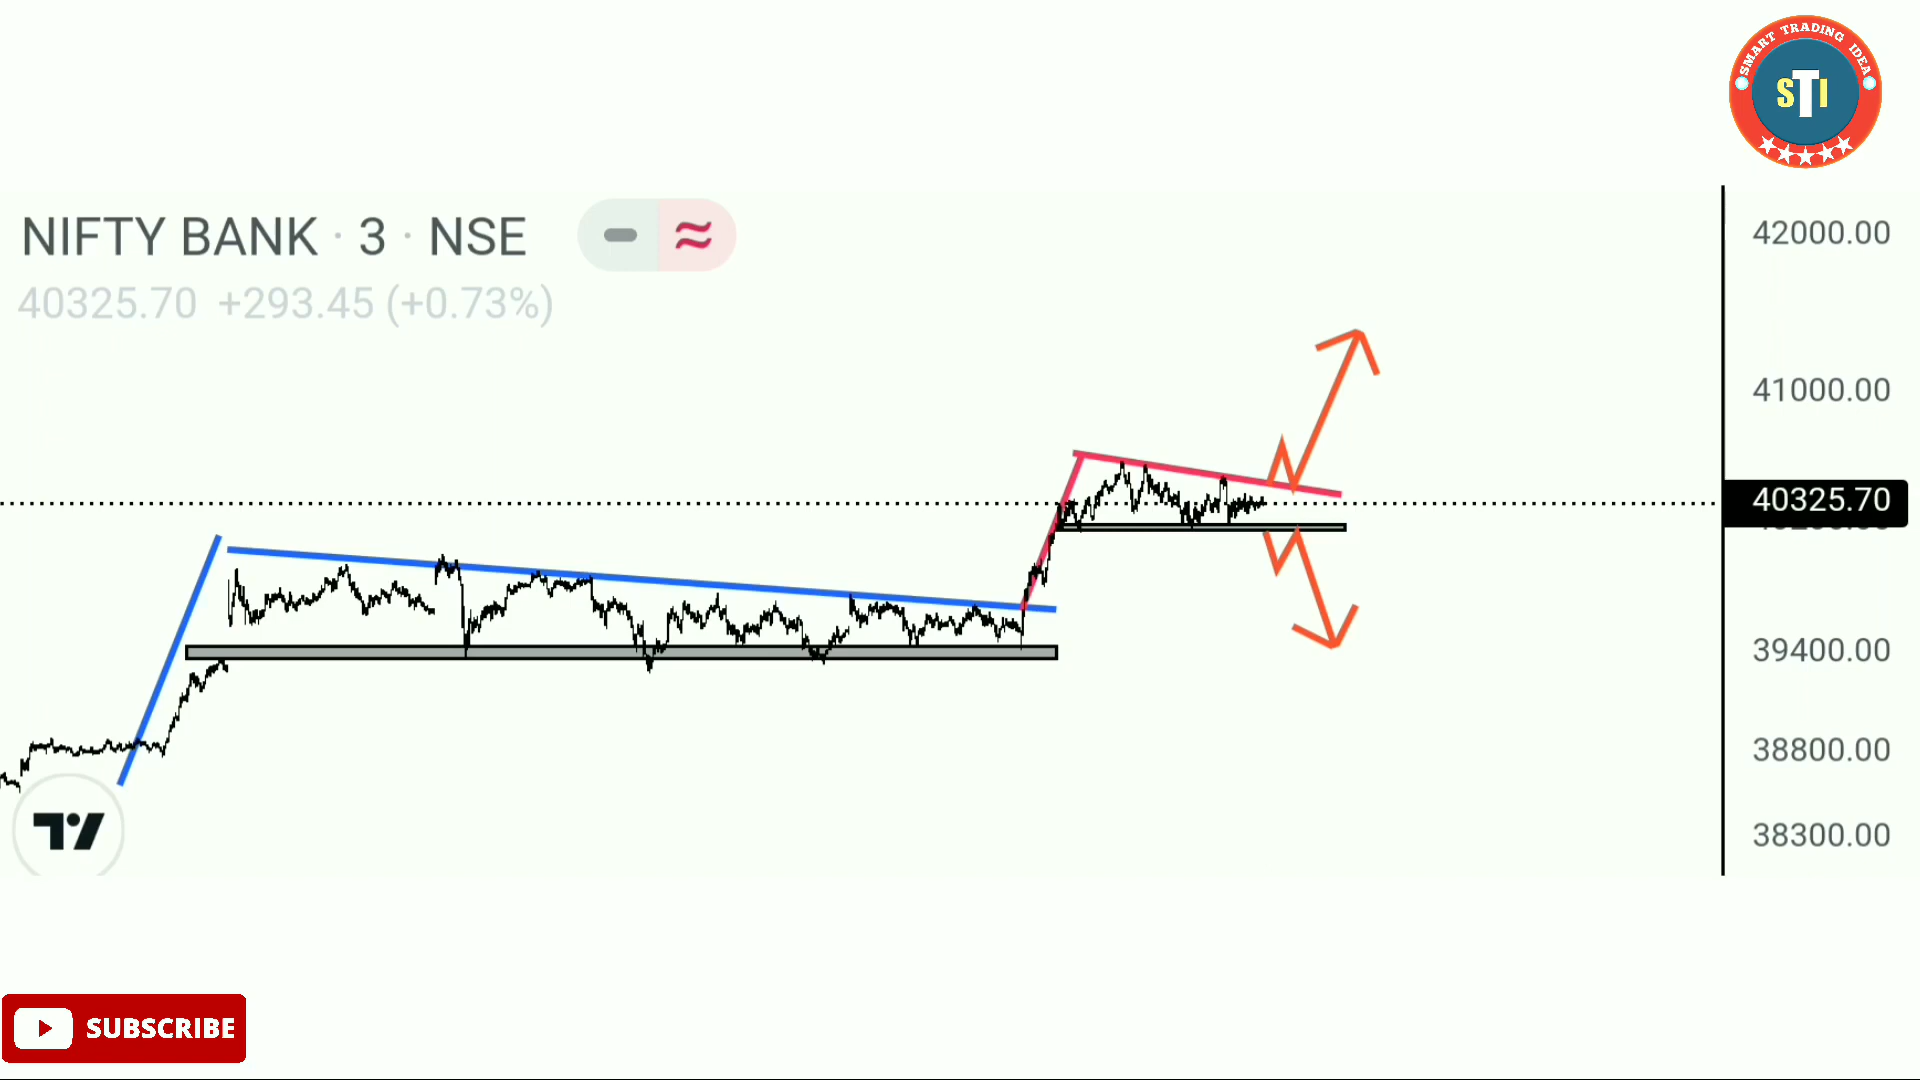 SMART TRADING IDEA
STI
NIFTY BANK · 3 · NSE
40325.70 +293.45 (+0.73%)
42000.00
41000.00
40325.70
39400.00
38800.00
38300.00
SUBSCRIBE